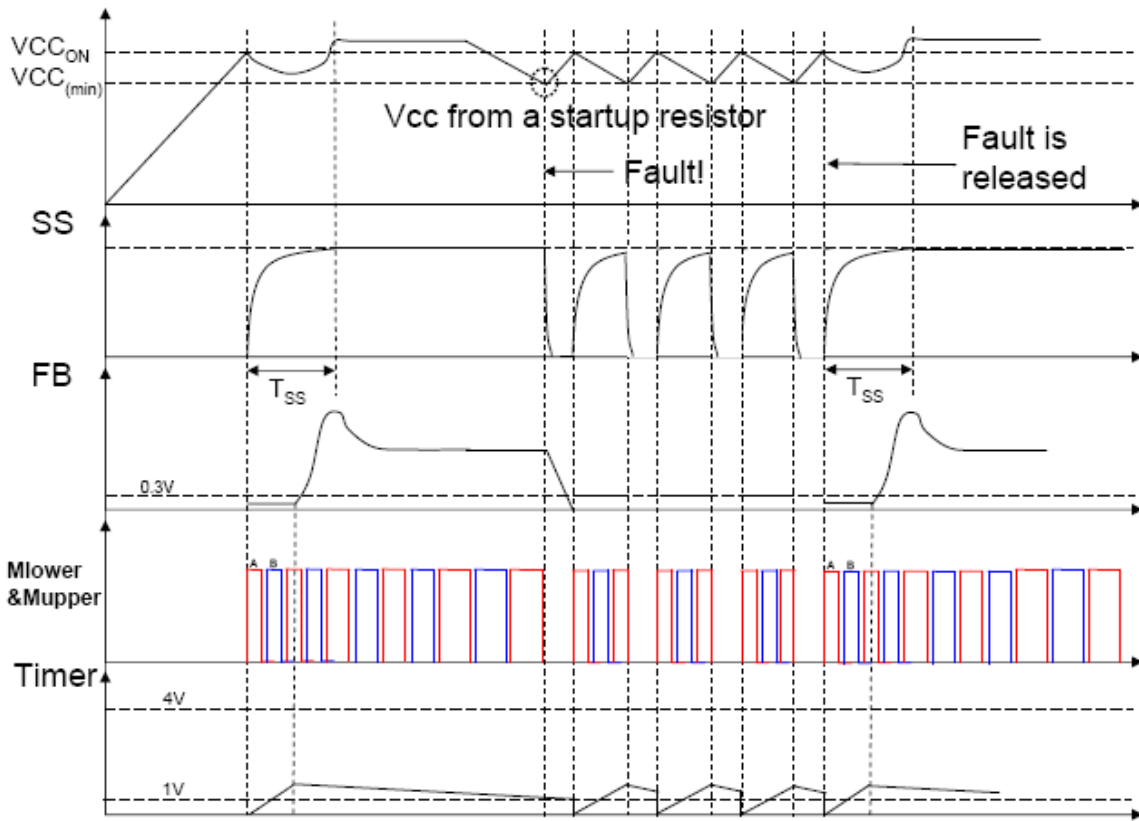 VCC_ON
VCC_(min)
Vcc from a startup resistor
Fault!
Fault is
released
SS
T_SS
T_SS
FB
0.3V
Mlower
&Mupper
A B
A B
Timer
4V
1V